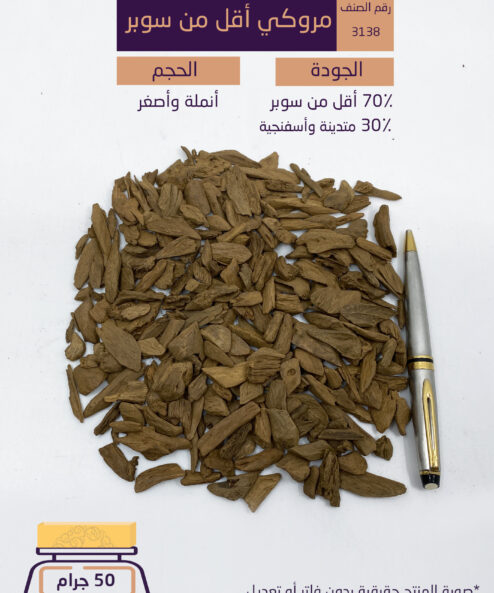 رقم الصنف
3138
مروكي أقل من سوبر
الجودة
70٪ أقل من سوبر
30٪ متدينة وأسفنجية
الحجم
أنملة وأصغر
50 جرام
*صورة المنتج حقيقية بدون فلتر أو تعديل